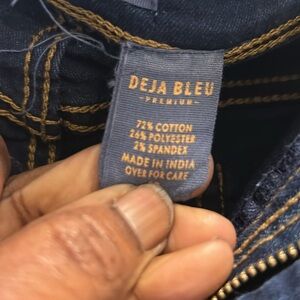 DEJA BLEU
PREMIUM
72% COTTON
26% POLYESTER
2% SPANDEX
MADE IN INDIA
OVER FOR CARE